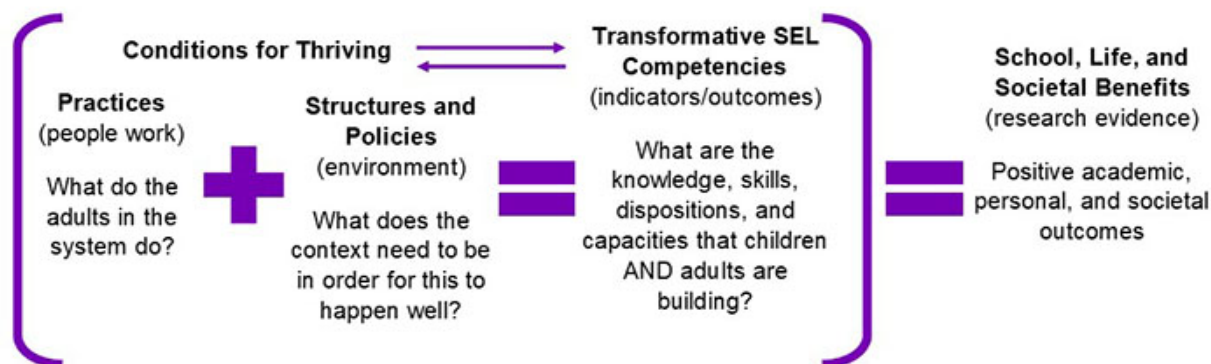 Conditions for Thriving
Practices
(people work)
What do the
adults in the
system do?
Structures and
Policies
(environment)
What does the
context need to be
in order for this to
happen well?
Transformative SEL
Competencies
(indicators/outcomes)
What are the
knowledge, skills,
dispositions, and
capacities that children
AND adults are
building?
School, Life, and
Societal Benefits
(research evidence)
Positive academic,
personal, and societal
outcomes